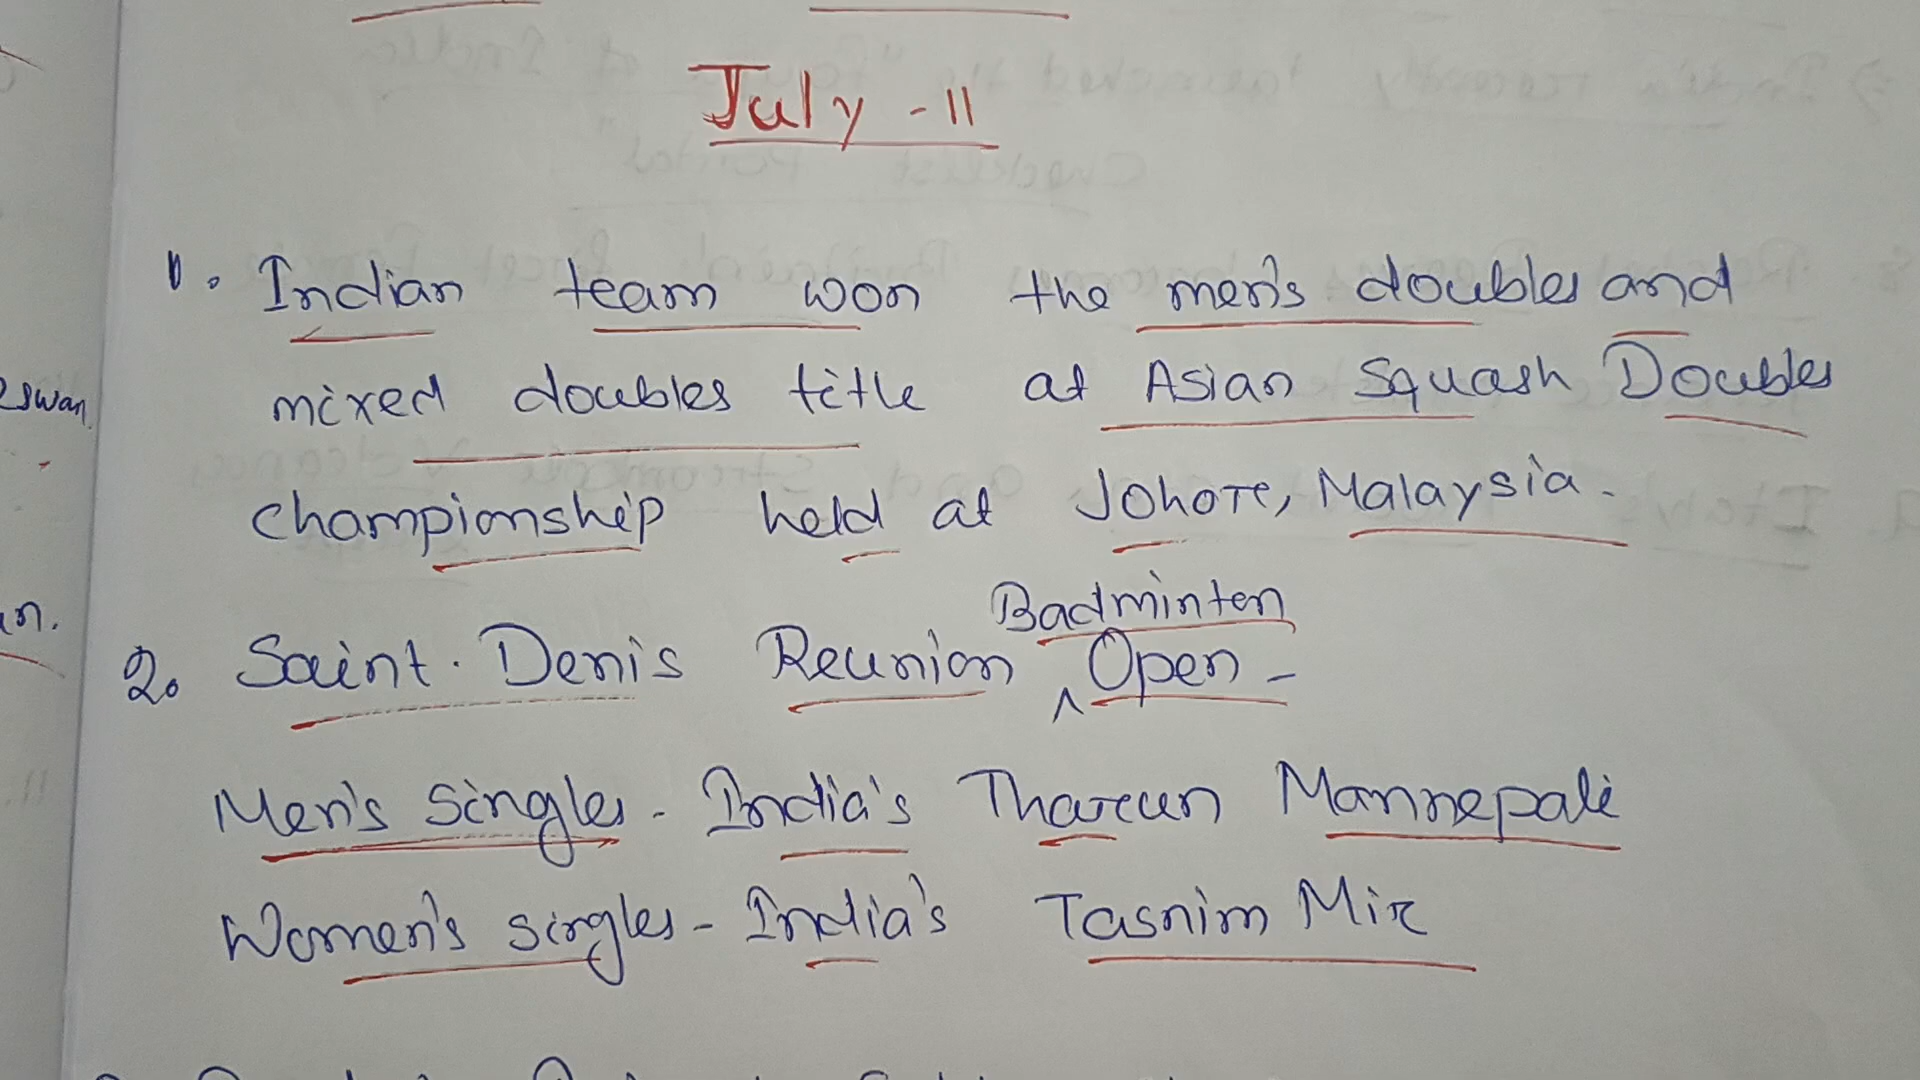 July - 11
1. Indian team won the men's doubles and
mixed doubles title at Asian Squash Doubles
championship held at Johore, Malaysia.
2. Saint. Denis Reunion Badminton Open -
Men's singles - India's Tharun Mannepali
Women's singles - India's Tasnim Mir